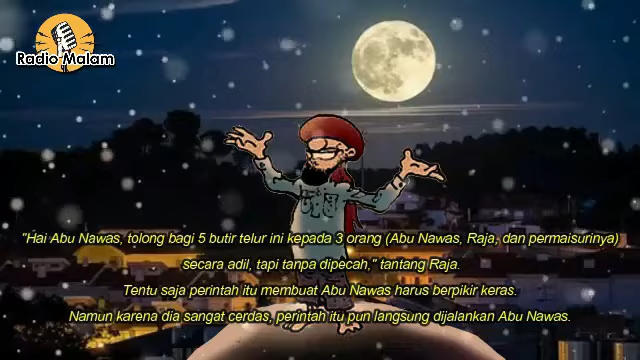 Radio Malam
"Hai Abu Nawas, tolong bagi 5 butir telur ini kepada 3 orang (Abu Nawas, Raja, dan permaisurinya)
secara adil, tapi tanpa dipecah," tantang Raja.
Tentu saja perintah itu membuat Abu Nawas harus berpikir keras.
Namun karena dia sangat cerdas, perintah itu pun langsung dijalankan Abu Nawas.